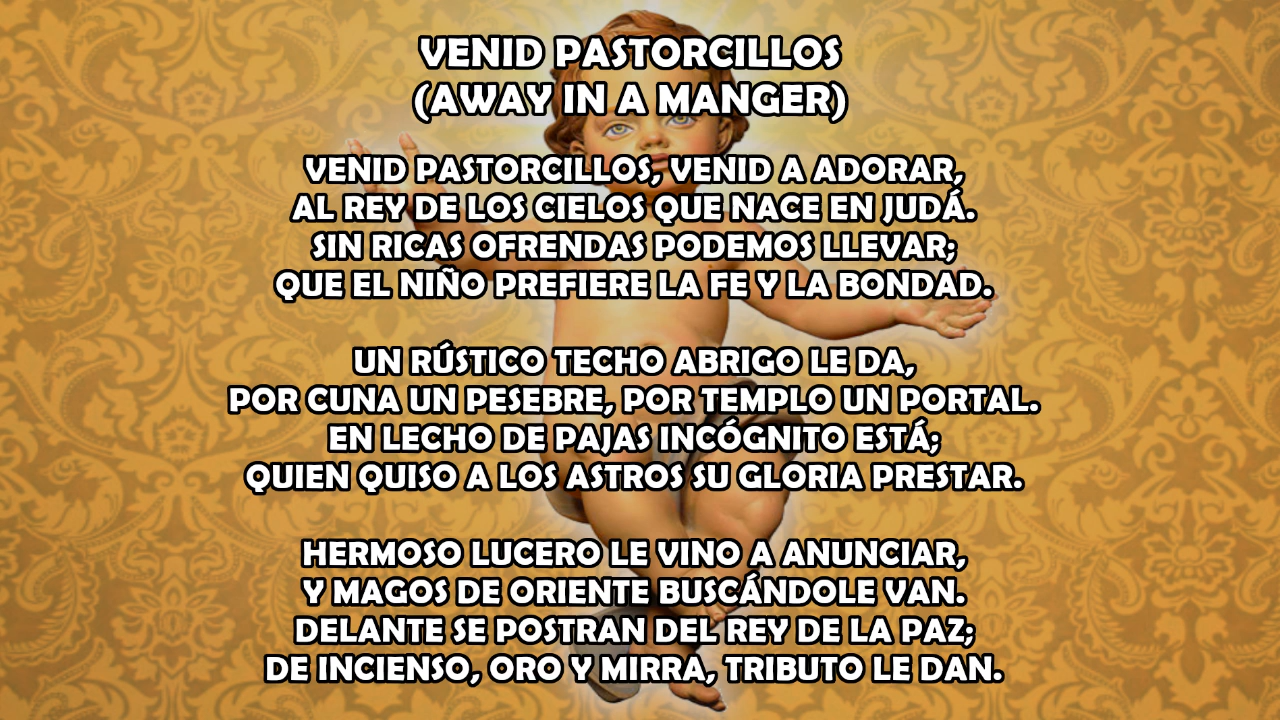 VENID PASTORCILLOS
(AWAY IN A MANGER)
VENID PASTORCILLOS, VENID A ADORAR,
AL REY DE LOS CIELOS QUE NACE EN JUDÁ.
SIN RICAS OFRENDAS PODEMOS LLEVAR;
QUE EL NIÑO PREFIERE LA FE Y LA BONDAD.
UN RÚSTICO TECHO ABRIGO LE DA,
POR CUNA UN PESEBRE, POR TEMPLO UN PORTAL.
EN LECHO DE PAJAS INCÓGNITO ESTÁ;
QUIEN QUISO A LOS ASTROS SU GLORIA PRESTAR.
HERMOSO LUCERO LE VINO A ANUNCIAR,
Y MAGOS DE ORIENTE BUSCÁNDOLE VAN.
DELANTE SE POSTRAN DEL REY DE LA PAZ;
DE INCIENSO, ORO Y MIRRA, TRIBUTO LE DAN.